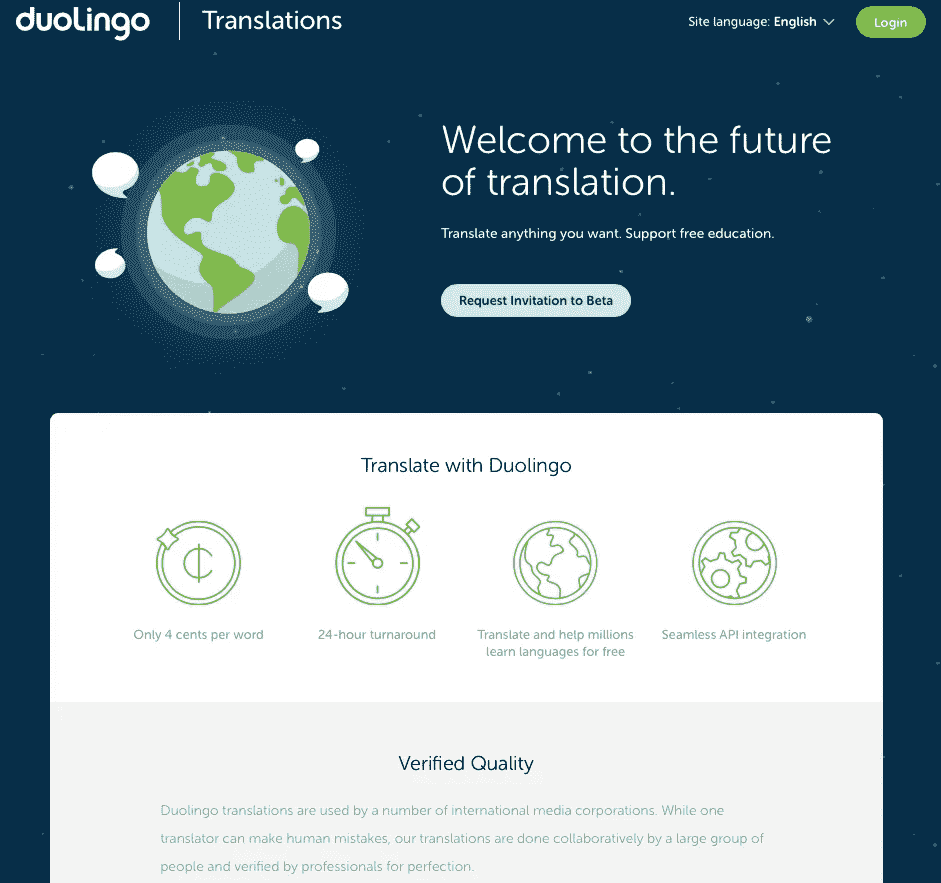 duolingo
Translations
Site language: English
Login
Welcome to the future
of translation.
Translate anything you want. Support free education.
Request Invitation to Beta
Translate with Duolingo
Only 4 cents per word
24-hour turnaround
Translate and help millions
learn languages for free
Seamless API integration
Verified Quality
Duolingo translations are used by a number of international media corporations. While one
translator can make human mistakes, our translations are done collaboratively by a large group of
people and verified by professionals for perfection.